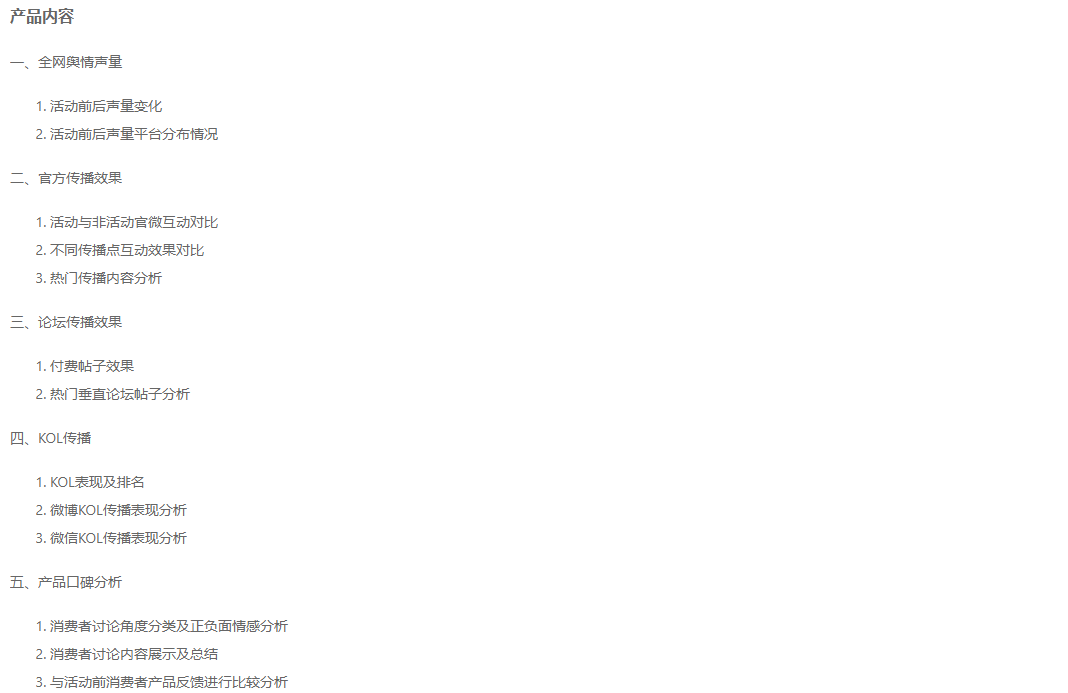 产品内容
一、全网舆情声量
1. 活动前后声量变化
2. 活动前后声量平台分布情况
二、官方传播效果
1. 活动与非活动官微互动对比
2. 不同传播点互动效果对比
3. 热门传播内容分析
三、论坛传播效果
1. 付费帖子效果
2. 热门垂直论坛帖子分析
四、KOL传播
1. KOL表现及排名
2. 微博KOL传播表现分析
3. 微信KOL传播表现分析
五、产品口碑分析
1. 消费者讨论角度分类及正负面情感分析
2. 消费者讨论内容展示及总结
3. 与活动前消费者产品反馈进行比较分析